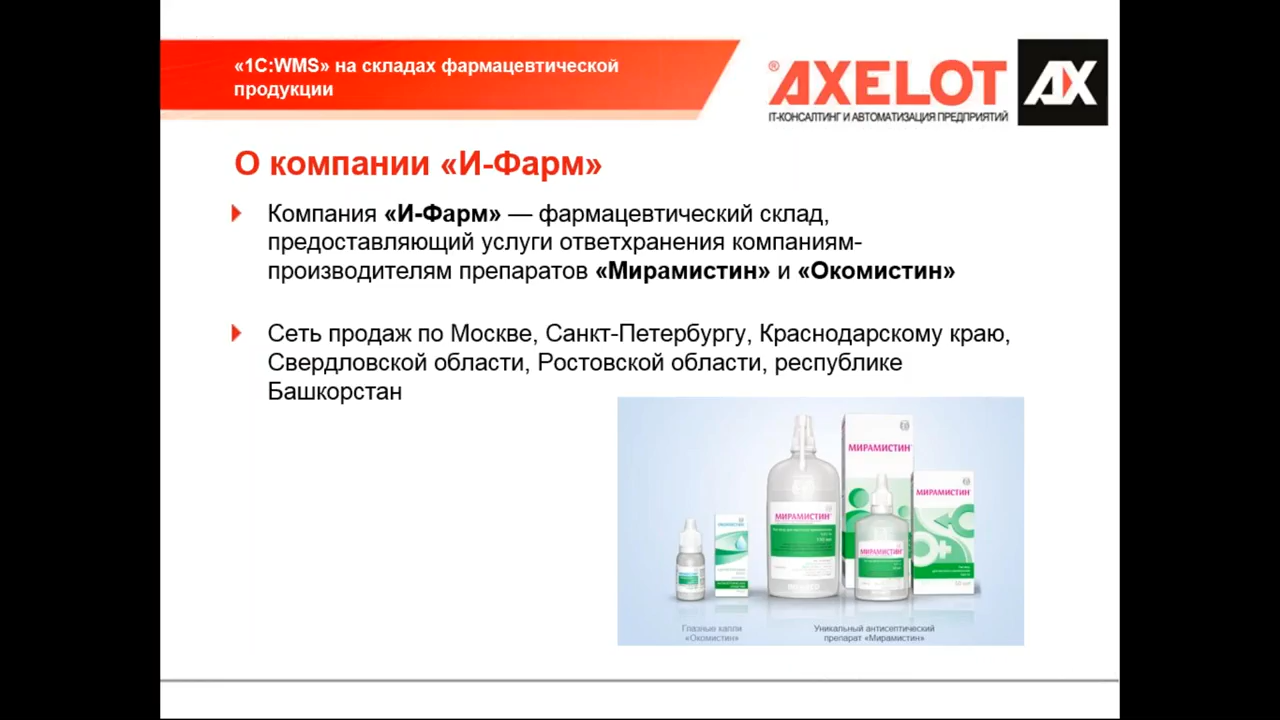 «1С:WMS» на складах фармацевтической
продукции
® AXELOT AX
IT-КОНСАЛТИНГ И АВТОМАТИЗАЦИЯ ПРЕДПРИЯТИЙ
О компании «И-Фарм»
Компания «И-Фарм» — фармацевтический склад,
предоставляющий услуги ответхранения компаниям-
производителям препаратов «Мирамистин» и «Окомистин»
Сеть продаж по Москве, Санкт-Петербургу, Краснодарскому краю,
Свердловской области, Ростовской области, республике
Башкорстан
МИРАМИСТИН
МИРАМИСТИН
МИРАМИСТИН
МИРАМИСТИН
Глазные капли
«Окомистин»
Уникальный антисептический
препарат «Мирамистин»